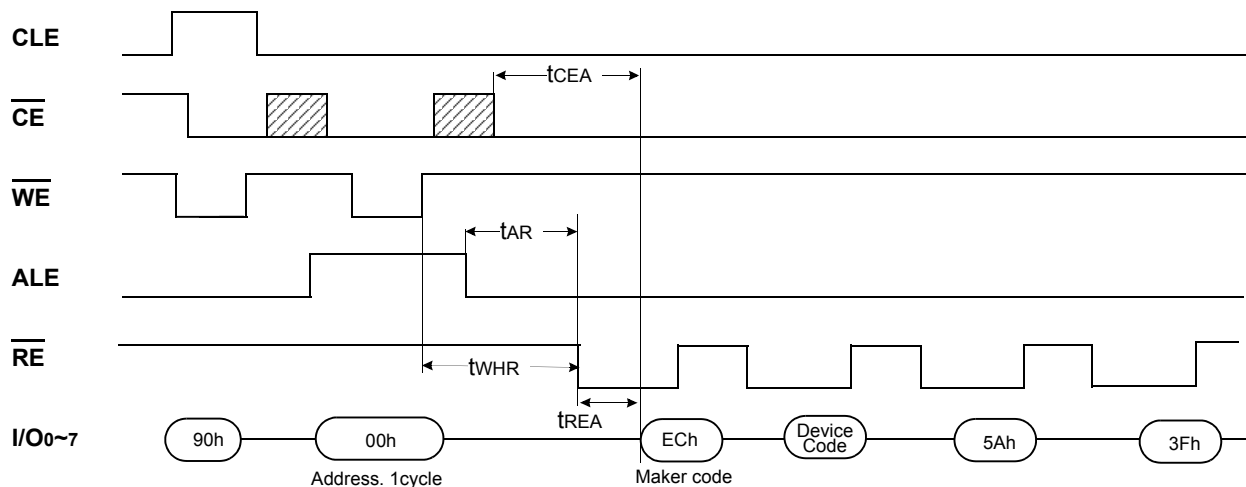 CLE
tCEA
CE
WE
tAR
ALE
RE
tWHR
tREA
I/O0~7
90h
00h
ECh
Device
Code
5Ah
3Fh
Address. 1cycle
Maker code